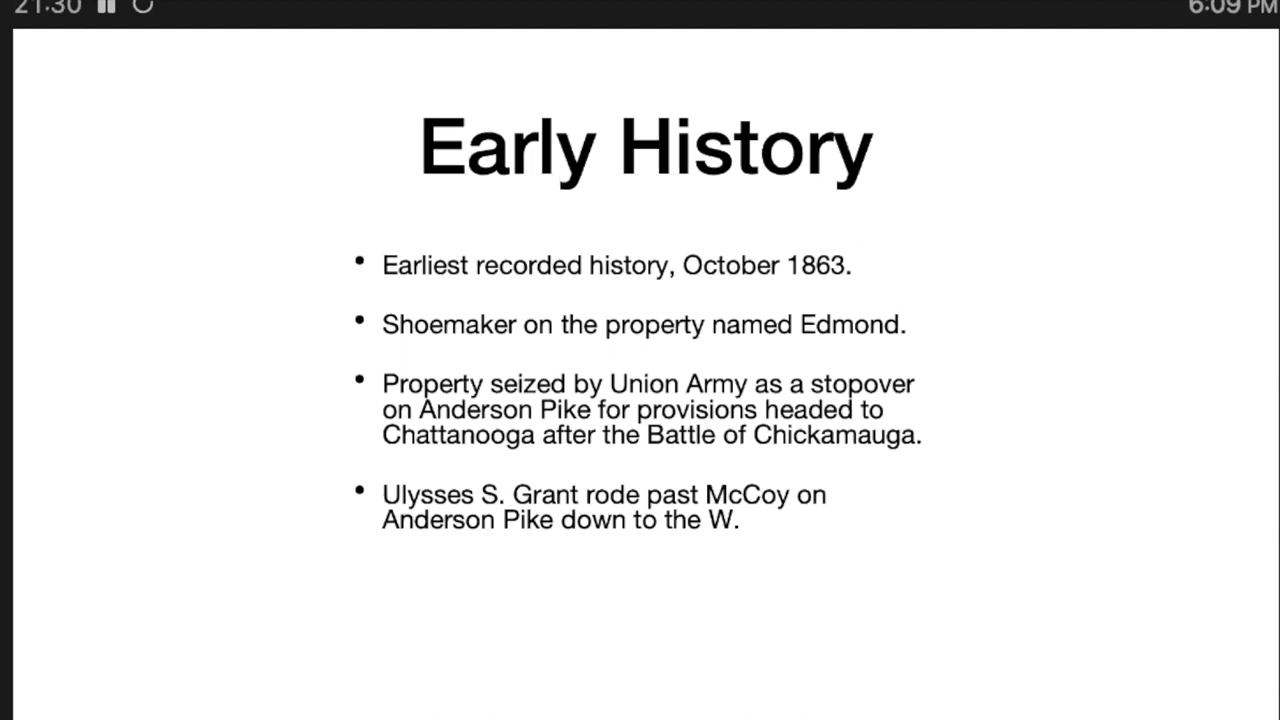 21:30
6:09 PM
Early History
• Earliest recorded history, October 1863.
• Shoemaker on the property named Edmond.
• Property seized by Union Army as a stopover
on Anderson Pike for provisions headed to
Chattanooga after the Battle of Chickamauga.
• Ulysses S. Grant rode past McCoy on
Anderson Pike down to the W.